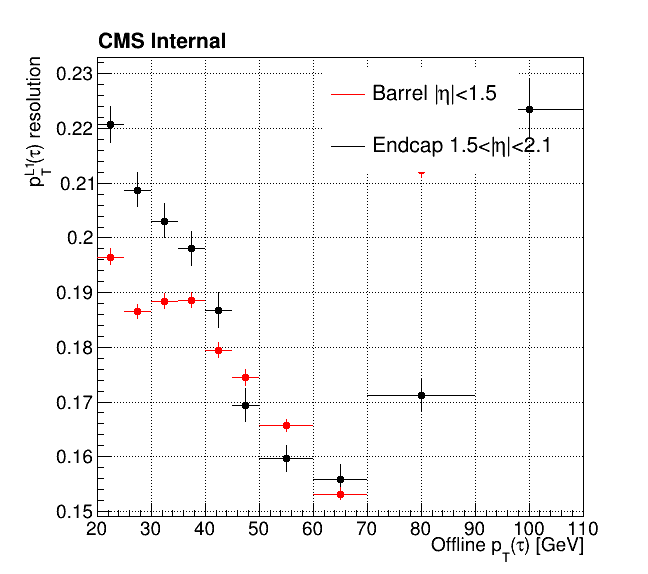 CMS Internal
p_T^L1(τ) resolution
0.23
0.22
0.21
0.2
0.19
0.18
0.17
0.16
0.15
Barrel |η|<1.5
Endcap 1.5<|η|<2.1
20 30 40 50 60 70 80 90 100 110
Offline p_T(τ) [GeV]